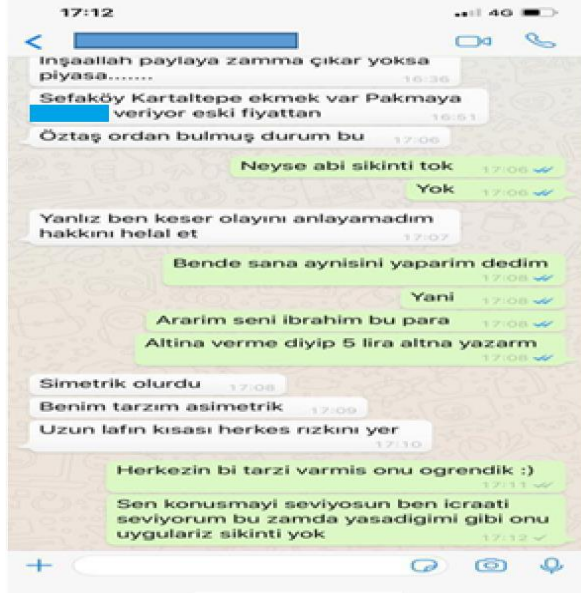 17:12
4G
İnşaallah paylaya zamma çıkar yoksa
piyasa.......
16:36
Sefaköy Kartaltepe ekmek var Pakmaya
veriyor eski fiyattan
16:51
Öztaş ordan bulmuş durum bu
17:06
Neyse abi sikinti tok
17:06
Yok
17:06
Yanlız ben keser olayını anlayamadım
hakkını helal et
17:07
Bende sana aynisini yaparim dedim
17:08
Yani
17:08
Ararim seni ibrahim bu para
17:08
Altina verme diyip 5 lira altna yazarm
17:08
Simetrik olurdu
17:08
Benim tarzım asimetrik
17:09
Uzun lafın kısası herkes rızkını yer
17:10
Herkezin bi tarzi varmis onu ogrendik :)
17:11
Sen konusmayi seviyosun ben icraati
seviyorum bu zamda yasadigimi gibi onu
uygulariz sikinti yok
17:12